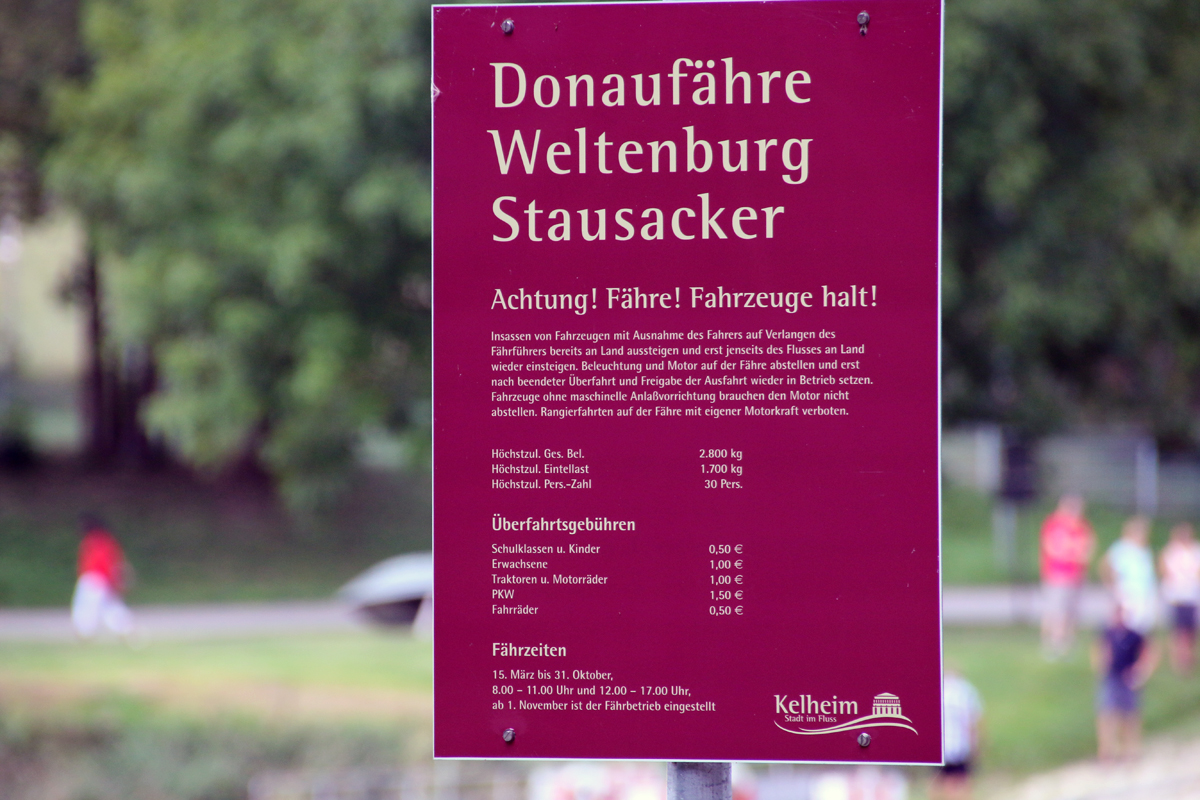 Donaufähre
Weltenburg
Stausacker
Achtung! Fähre! Fahrzeuge halt!
Insassen von Fahrzeugen mit Ausnahme des Fahrers auf Verlangen des
Fährführers bereits an Land aussteigen und erst jenseits des Flusses an Land
wieder einsteigen. Beleuchtung und Motor auf der Fähre abstellen und erst
nach beendeter Überfahrt und Freigabe der Ausfahrt wieder in Betrieb setzen.
Fahrzeuge ohne maschinelle Anlaßvorrichtung brauchen den Motor nicht
abstellen. Rangierfahrten auf der Fähre mit eigener Motorkraft verboten.
Höchstzul. Ges. Bel. 2.800 kg
Höchstzul. Eintellast 1.700 kg
Höchstzul. Pers.-Zahl 30 Pers.
Überfahrtsgebühren
Schulklassen u. Kinder 0,50 €
Erwachsene 1,00 €
Traktoren u. Motorräder 1,00 €
PKW 1,50 €
Fahrräder 0,50 €
Fährzeiten
15. März bis 31. Oktober,
8.00 – 11.00 Uhr und 12.00 – 17.00 Uhr,
ab 1. November ist der Fährbetrieb eingestellt
Kelheim
Stadt im Fluss